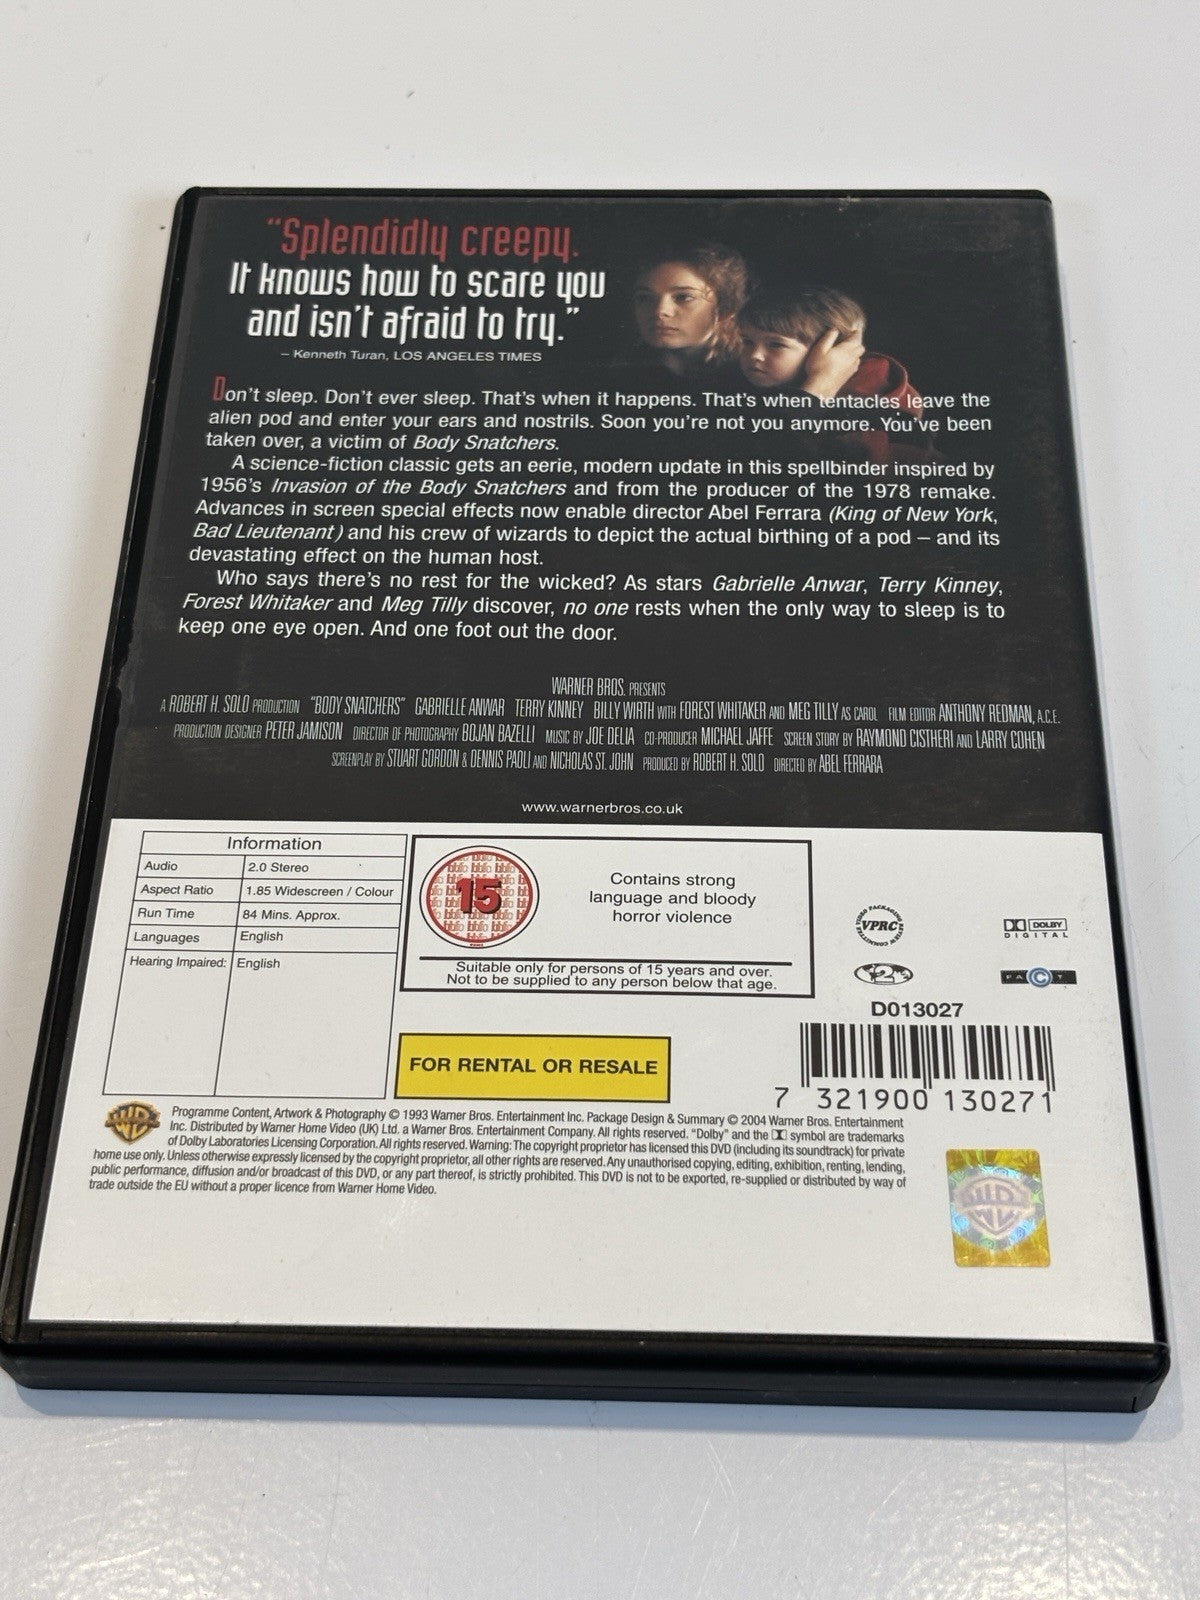 “Splendidly creepy.
It knows how to scare you
and isn’t afraid to try.”
– Kenneth Turan, LOS ANGELES TIMES
Don’t sleep. Don’t ever sleep. That’s when it happens. That’s when tentacles leave the
alien pod and enter your ears and nostrils. Soon you’re not you anymore. You’ve been
taken over, a victim of Body Snatchers.
A science-fiction classic gets an eerie, modern update in this spellbinder inspired by
1956’s Invasion of the Body Snatchers and from the producer of the 1978 remake.
Advances in screen special effects now enable director Abel Ferrara (King of New York,
Bad Lieutenant) and his crew of wizards to depict the actual birthing of a pod – and its
devastating effect on the human host.
Who says there’s no rest for the wicked? As stars Gabrielle Anwar, Terry Kinney,
Forest Whitaker and Meg Tilly discover, no one rests when the only way to sleep is to
keep one eye open. And one foot out the door.
WARNER BROS. PRESENTS
A ROBERT H. SOLO PRODUCTION “BODY SNATCHERS” GABRIELLE ANWAR TERRY KINNEY BILLY WIRTH WITH FOREST WHITAKER AND MEG TILLY AS CAROL FILM EDITOR ANTHONY REDMAN, A.C.E.
PRODUCTION DESIGNER PETER JAMISON DIRECTOR OF PHOTOGRAPHY BOJAN BAZELLI MUSIC BY JOE DELIA CO-PRODUCER MICHAEL JAFFE SCREEN STORY BY RAYMOND CISTHERI AND LARRY COHEN
SCREENPLAY BY STUART GORDON & DENNIS PAOLI AND NICHOLAS ST. JOHN PRODUCED BY ROBERT H. SOLO DIRECTED BY ABEL FERRARA
www.warnerbros.co.uk
Information
Audio 2.0 Stereo
Aspect Ratio 1.85 Widescreen / Colour
Run Time 84 Mins. Approx.
Languages English
Hearing Impaired: English
15
Contains strong
language and bloody
horror violence
Suitable only for persons of 15 years and over.
Not to be supplied to any person below that age.
VIDEO PACKAGING REVIEW COMMITTEE
VPRC
DOLBY
DIGITAL
2
FACT
D013027
7 321900 130271
FOR RENTAL OR RESALE
Programme Content, Artwork & Photography © 1993 Warner Bros. Entertainment Inc. Package Design & Summary © 2004 Warner Bros. Entertainment
Inc. Distributed by Warner Home Video (UK) Ltd. a Warner Bros. Entertainment Company. All rights reserved. “Dolby” and the symbol are trademarks
of Dolby Laboratories Licensing Corporation. All rights reserved. Warning: The copyright proprietor has licensed this DVD (including its soundtrack) for private
home use only. Unless otherwise expressly licensed by the copyright proprietor, all other rights are reserved. Any unauthorised copying, editing, exhibition, renting, lending,
public performance, diffusion and/or broadcast of this DVD, or any part thereof, is strictly prohibited. This DVD is not to be exported, re-supplied or distributed by way of
trade outside the EU without a proper licence from Warner Home Video.